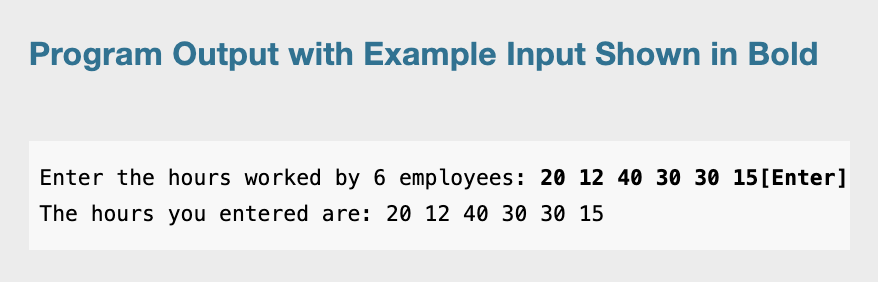 Program Output with Example Input Shown in Bold
Enter the hours worked by 6 employees: 20 12 40 30 30 15[Enter]
The hours you entered are: 20 12 40 30 30 15